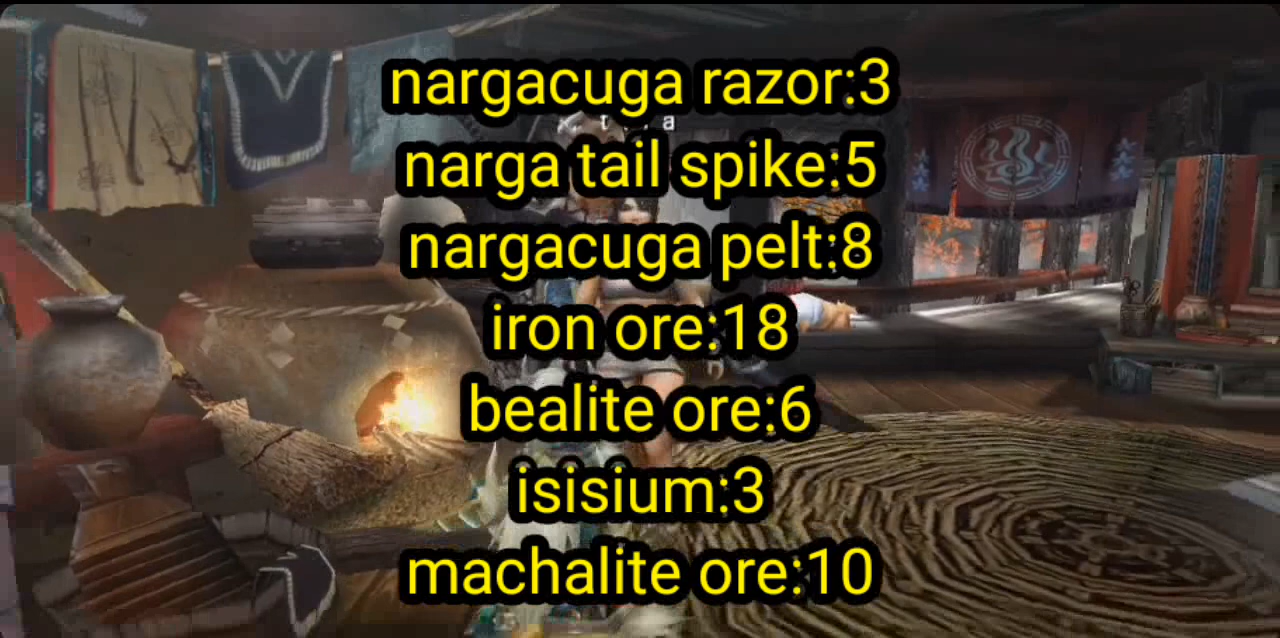 nargacuga razor:3
narga tail spike:5
nargacuga pelt:8
iron ore:18
bealite ore:6
isisium:3
machalite ore:10